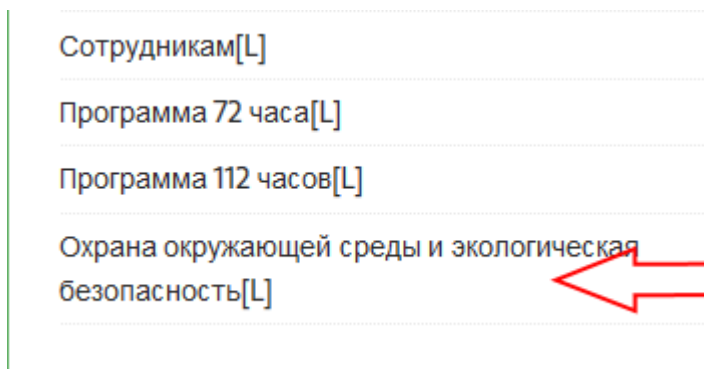 Сотрудникам[L]
Программа 72 часа[L]
Программа 112 часов[L]
Охрана окружающей среды и экологическая
безопасность[L]